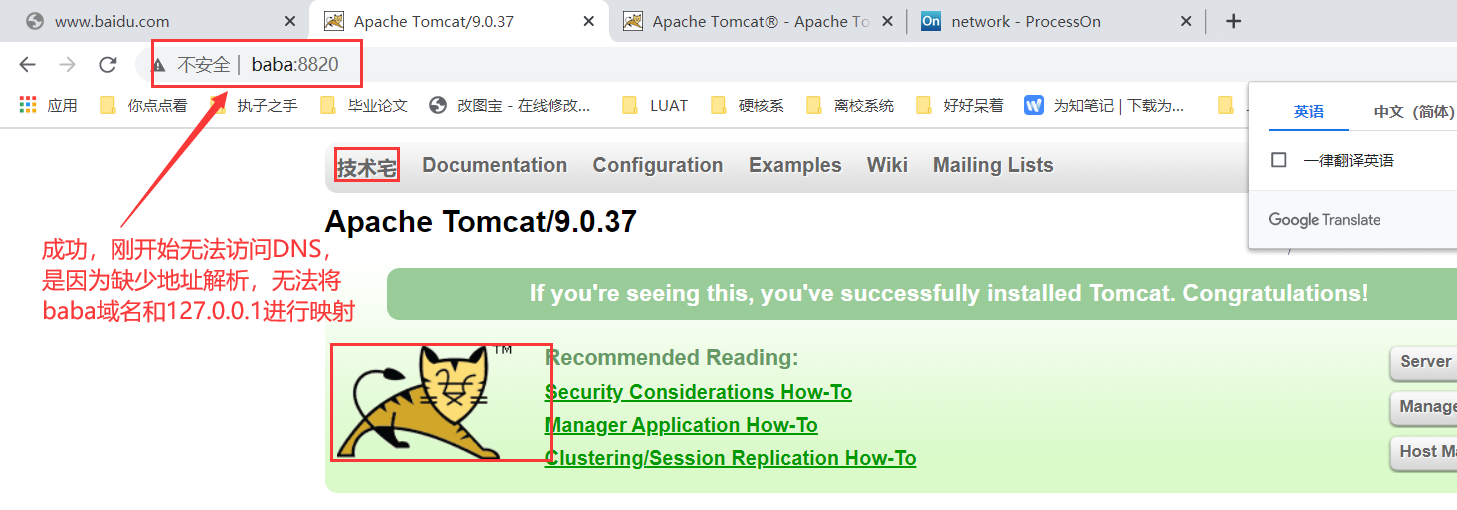 www.baidu.com
Apache Tomcat/9.0.37
Apache Tomcat® - Apache To
On network - ProcessOn
不安全 | baba:8820
应用 你点点看 执子之手 毕业论文 改图宝 - 在线修改... LUAT 硬核系 离校系统 好好呆着 W 为知笔记 | 下载为...
英语 中文（简体）
一律翻译英语
Google Translate
技术宅 Documentation Configuration Examples Wiki Mailing Lists
Apache Tomcat/9.0.37
成功，刚开始无法访问DNS，
是因为缺少地址解析，无法将
baba域名和127.0.0.1进行映射
If you're seeing this, you've successfully installed Tomcat. Congratulations!
TM
Recommended Reading:
Security Considerations How-To
Manager Application How-To
Clustering/Session Replication How-To
Server
Manage
Host Ma